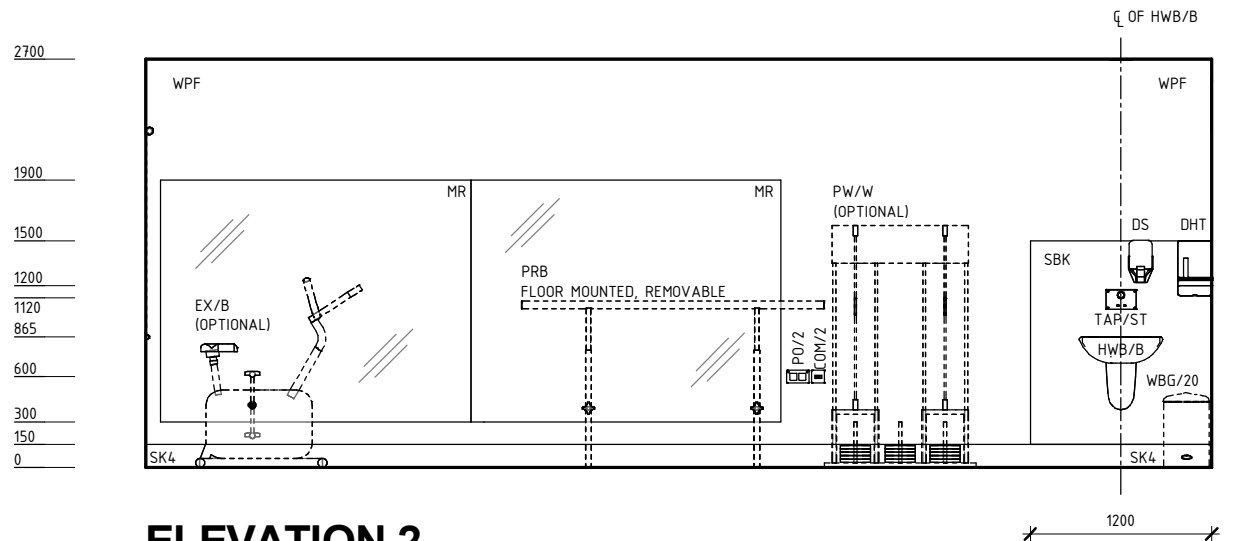 ℄ OF HWB/B
2700
WPF
WPF
1900
MR
MR
PW/W
(OPTIONAL)
1500
DS
DHT
SBK
PRB
FLOOR MOUNTED, REMOVABLE
1200
EX/B
(OPTIONAL)
1120
TAP/ST
865
PO/2
COM/2
HWB/B
600
WBG/20
300
150
SK4
SK4
0
1200
ELEVATION 2